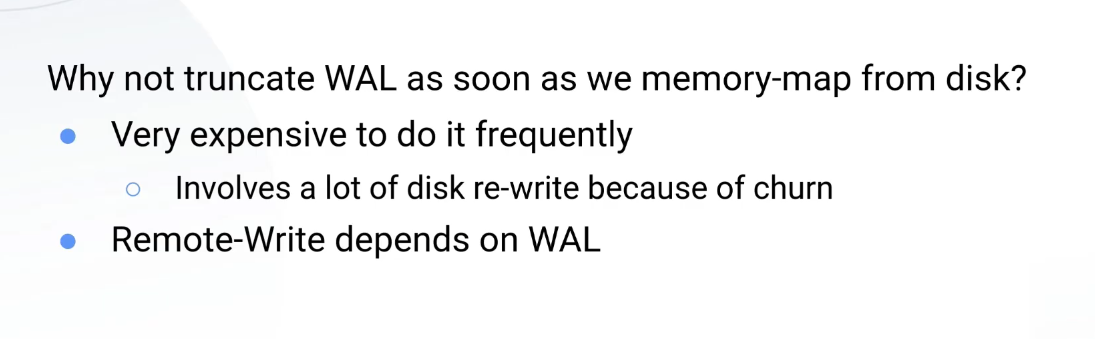 Why not truncate WAL as soon as we memory-map from disk?
Very expensive to do it frequently
Involves a lot of disk re-write because of churn
Remote-Write depends on WAL